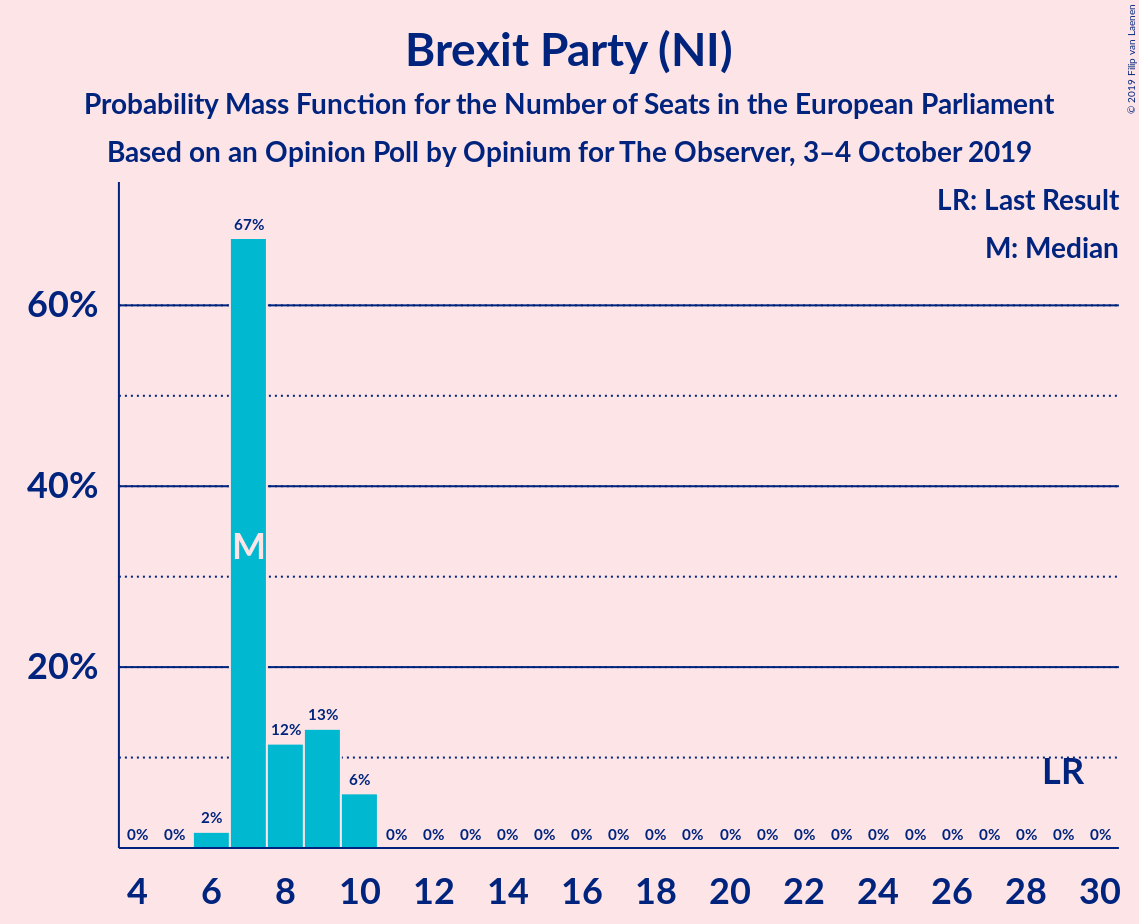 Brexit Party (NI)
Probability Mass Function for the Number of Seats in the European Parliament
Based on an Opinion Poll by Opinium for The Observer, 3–4 October 2019
© 2019 Filip van Laenen
LR: Last Result
M: Median
60%
40%
20%
67%
M
12%
13%
6%
2%
LR
0% 0% 0% 0% 0% 0% 0% 0% 0% 0% 0% 0% 0% 0% 0% 0% 0% 0% 0% 0% 0% 0%
4 6 8 10 12 14 16 18 20 22 24 26 28 30